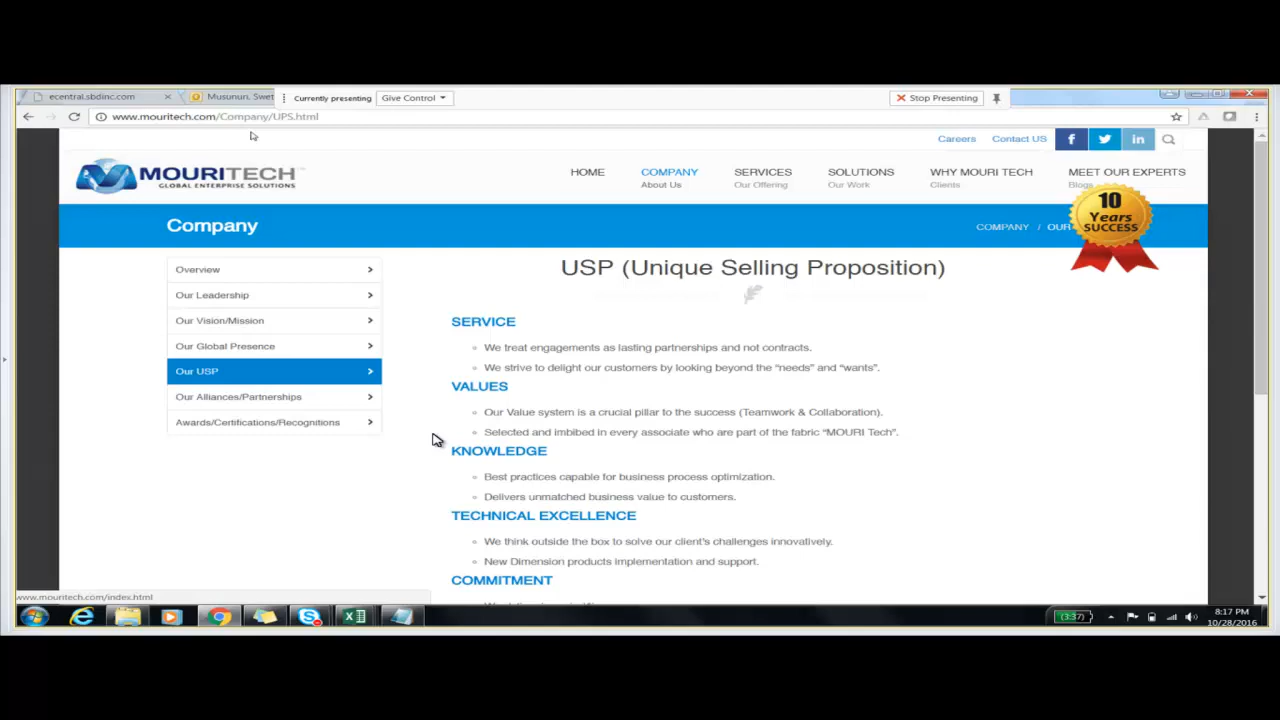 ecentral.sbdinc.com
Musunuri, Swet
Currently presenting
Give Control
Stop Presenting
www.mouritech.com/Company/UPS.html
Careers
Contact US
MOURITECH
GLOBAL ENTERPRISE SOLUTIONS
HOME
COMPANY
About Us
SERVICES
Our Offering
SOLUTIONS
Our Work
WHY MOURI TECH
Clients
MEET OUR EXPERTS
Blogs
10
Years
SUCCESS
Company
COMPANY / OUR
Overview
Our Leadership
Our Vision/Mission
Our Global Presence
Our USP
Our Alliances/Partnerships
Awards/Certifications/Recognitions
USP (Unique Selling Proposition)
SERVICE
We treat engagements as lasting partnerships and not contracts.
We strive to delight our customers by looking beyond the “needs” and “wants”.
VALUES
Our Value system is a crucial pillar to the success (Teamwork & Collaboration).
Selected and imbibed in every associate who are part of the fabric “MOURI Tech”.
KNOWLEDGE
Best practices capable for business process optimization.
Delivers unmatched business value to customers.
TECHNICAL EXCELLENCE
We think outside the box to solve our client's challenges innovatively.
New Dimension products implementation and support.
COMMITMENT
www.mouritech.com/index.html
(3:37)
8:17 PM
10/28/2016